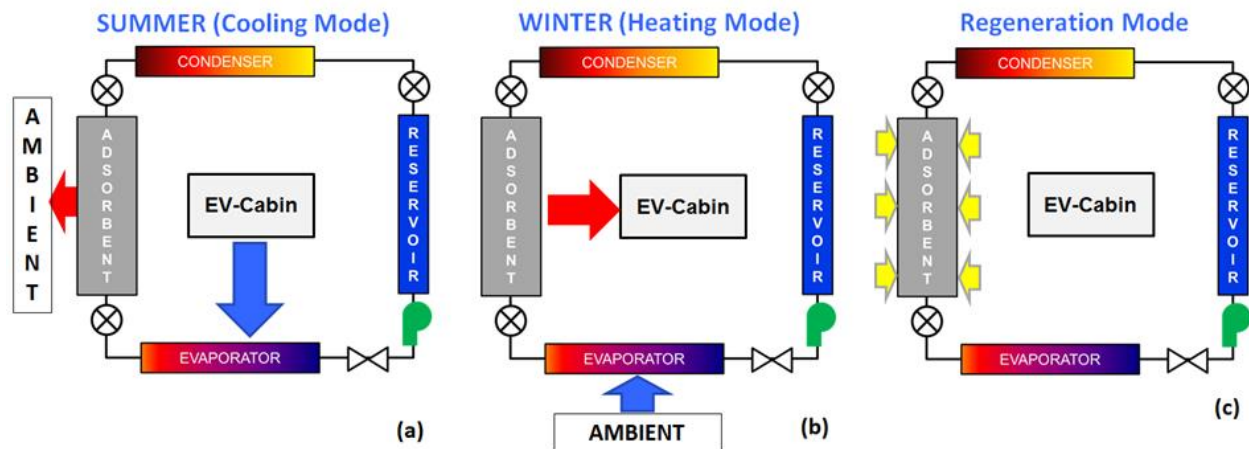 SUMMER (Cooling Mode)
CONDENSER
AMBIENT
ADSORBENT
EV-Cabin
RESERVOIR
EVAPORATOR
(a)
WINTER (Heating Mode)
CONDENSER
ADSORBENT
EV-Cabin
RESERVOIR
EVAPORATOR
AMBIENT
(b)
Regeneration Mode
CONDENSER
ADSORBENT
EV-Cabin
RESERVOIR
EVAPORATOR
(c)